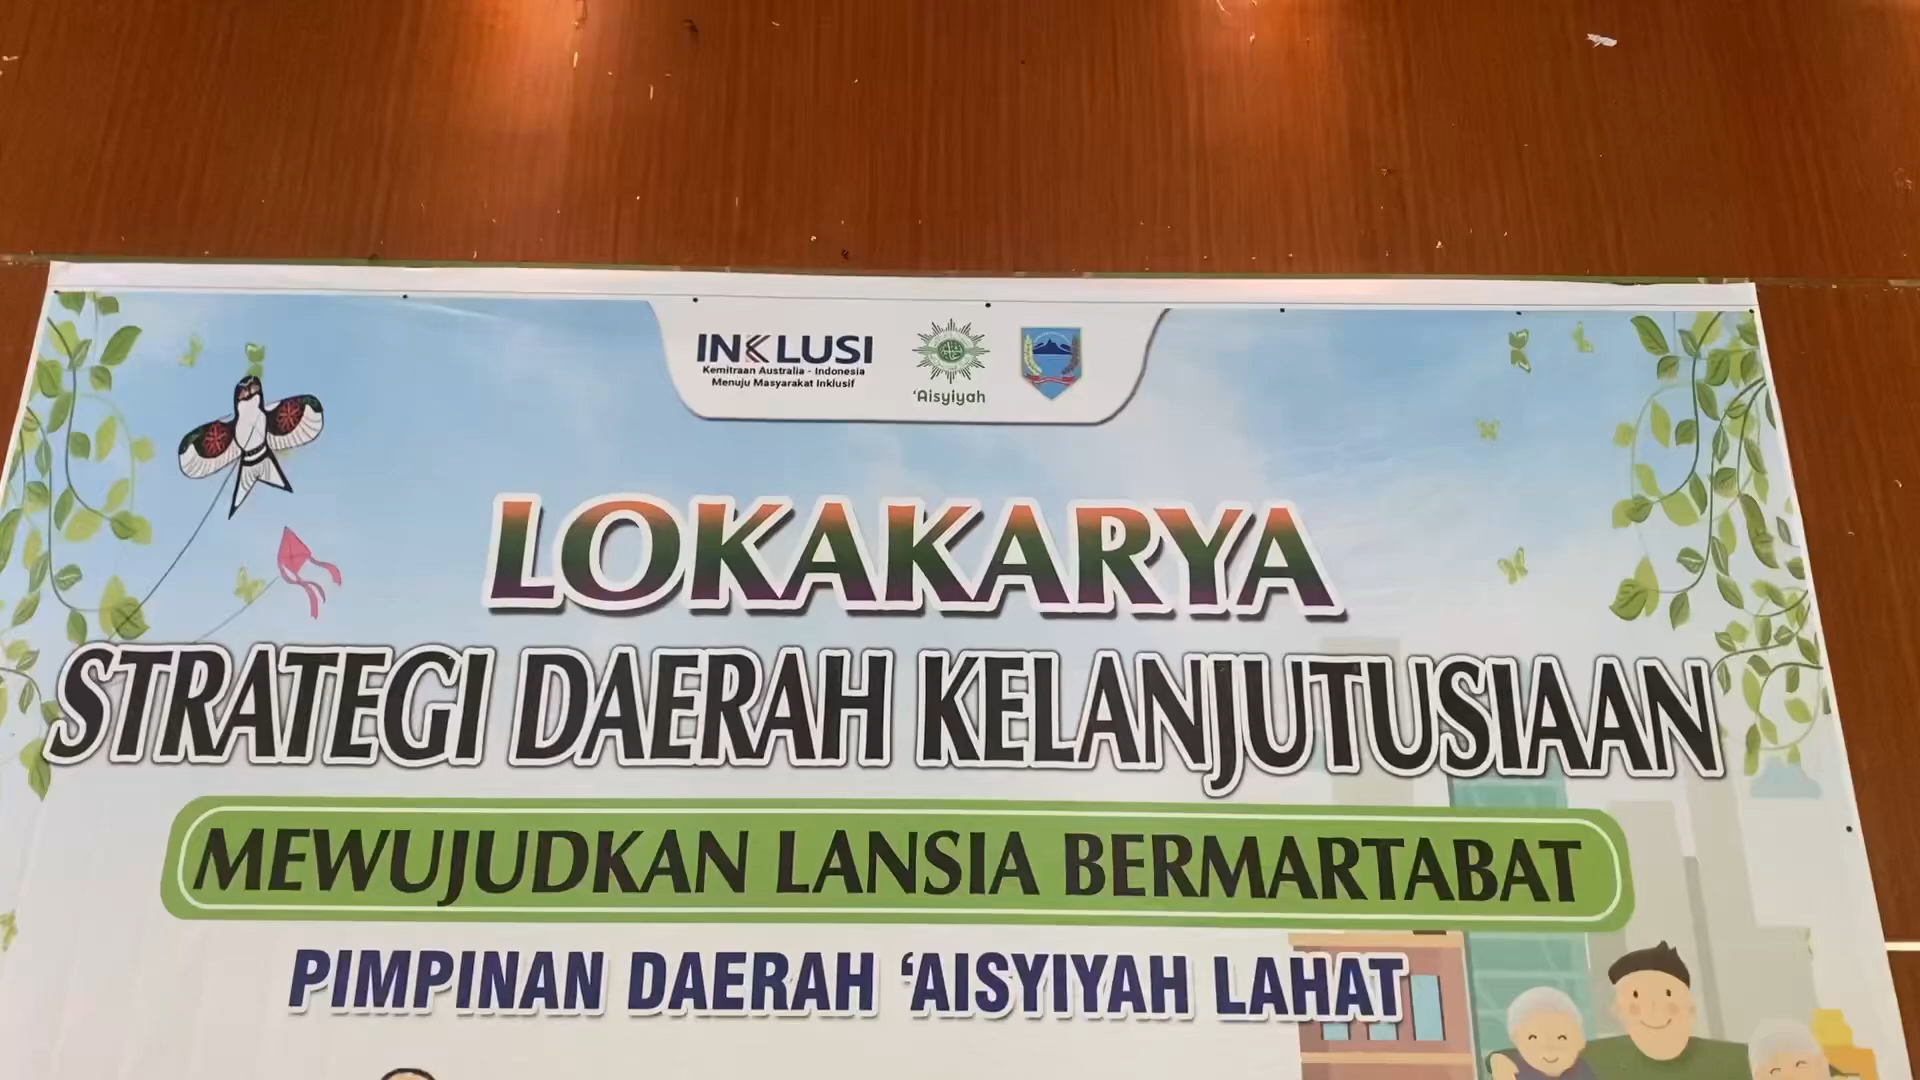 INKLUSI
Kemitraan Australia - Indonesia
Menuju Masyarakat Inklusif
'Aisyiyah
LOKAKARYA
STRATEGI DAERAH KELANJUTUSIAAN
MEWUJUDKAN LANSIA BERMARTABAT
PIMPINAN DAERAH ‘AISYIYAH LAHAT